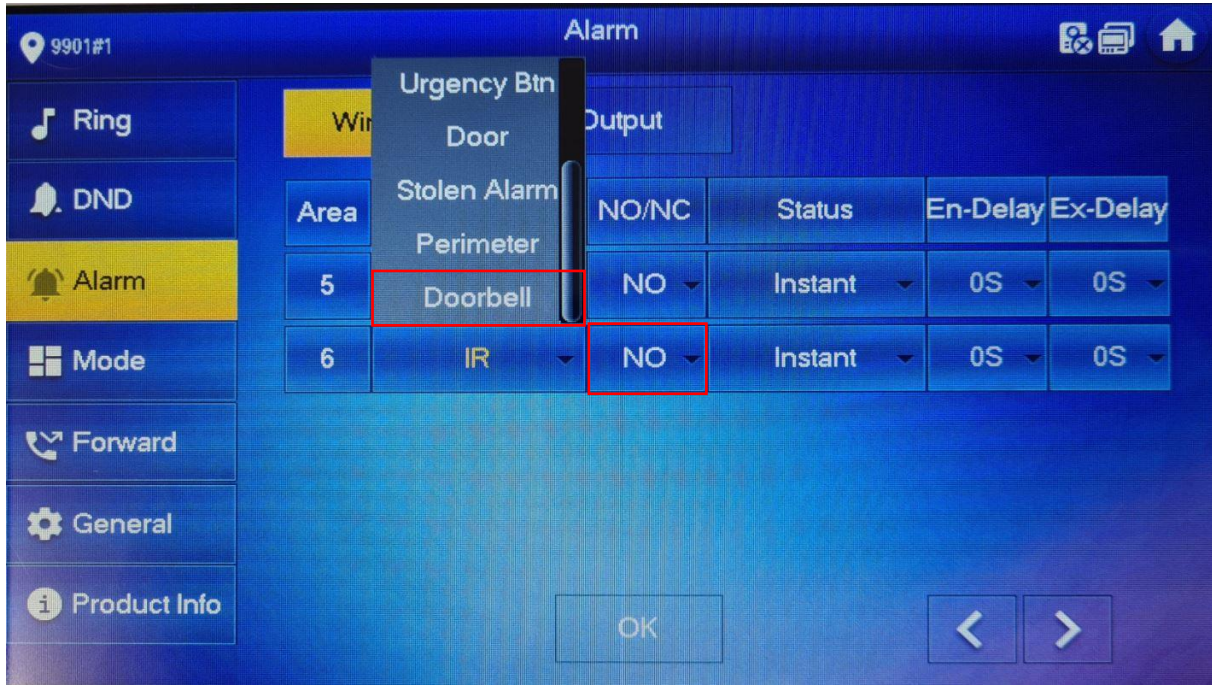 9901#1
Alarm
Ring
DND
Alarm
Mode
Forward
General
Product Info
Wir
Output
Urgency Btn
Door
Stolen Alarm
Perimeter
Doorbell
Area NO/NC Status En-Delay Ex-Delay
5 NO Instant 0S 0S
6 IR NO Instant 0S 0S
OK